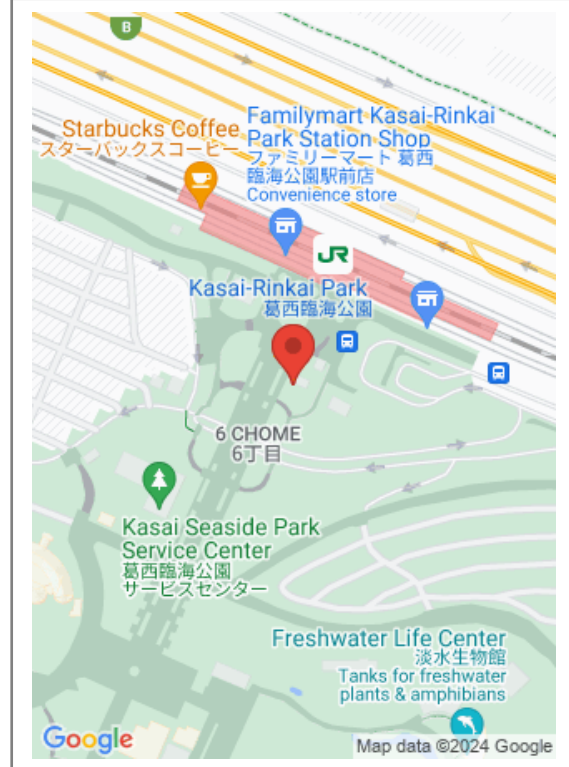 B
Starbucks Coffee
スターバックスコーヒー
Familymart Kasai-Rinkai
Park Station Shop
ファミリーマート 葛西
臨海公園駅前店
Convenience store
JR
Kasai-Rinkai Park
葛西臨海公園
6 CHOME
6丁目
Kasai Seaside Park
Service Center
葛西臨海公園
サービスセンター
Freshwater Life Center
淡水生物館
Tanks for freshwater
plants & amphibians
Google
Map data ©2024 Google